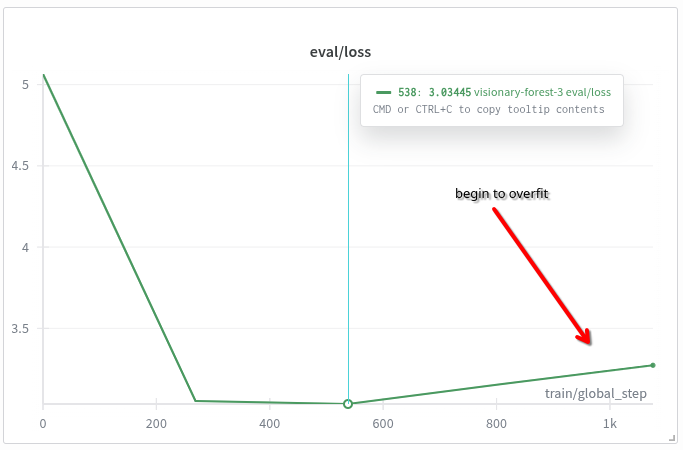 eval/loss
5
538: 3.03445 visionary-forest-3 eval/loss
CMD or CTRL+C to copy tooltip contents
4.5
begin to overfit
4
3.5
train/global_step
0 200 400 600 800 1k